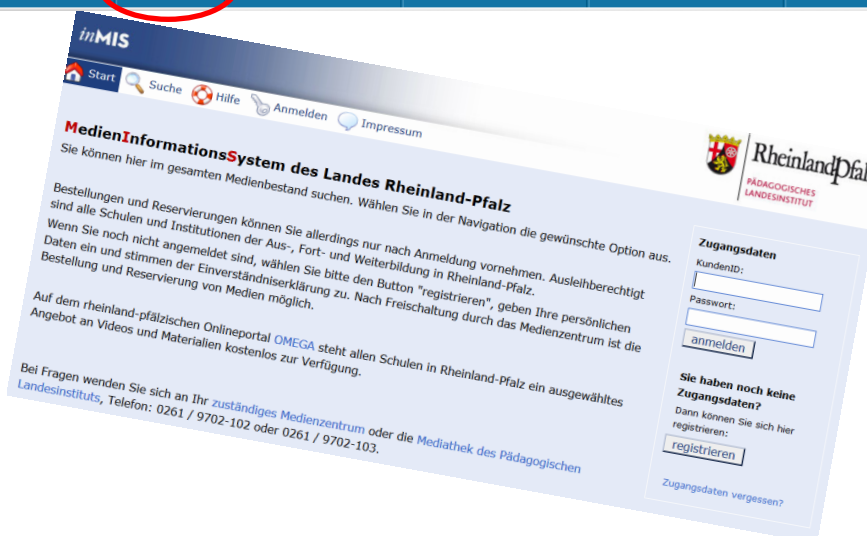 inMIS
Start Suche Hilfe Anmelden Impressum
RheinlandPfal
PÄDAGOGISCHES
LANDESINSTITUT
MedienInformationsSystem des Landes Rheinland-Pfalz
Sie können hier im gesamten Medienbestand suchen. Wählen Sie in der Navigation die gewünschte Option aus.
Bestellungen und Reservierungen können Sie allerdings nur nach Anmeldung vornehmen. Ausleihberechtigt
sind alle Schulen und Institutionen der Aus-, Fort- und Weiterbildung in Rheinland-Pfalz.
Wenn Sie noch nicht angemeldet sind, wählen Sie bitte den Button "registrieren", geben Ihre persönlichen
Daten ein und stimmen der Einverständniserklärung zu. Nach Freischaltung durch das Medienzentrum ist die
Bestellung und Reservierung von Medien möglich.
Auf dem rheinland-pfälzischen Onlineportal OMEGA steht allen Schulen in Rheinland-Pfalz ein ausgewähltes
Angebot an Videos und Materialien kostenlos zur Verfügung.
Bei Fragen wenden Sie sich an Ihr zuständiges Medienzentrum oder die Mediathek des Pädagogischen
Landesinstituts, Telefon: 0261 / 9702-102 oder 0261 / 9702-103.
Zugangsdaten
KundenID:
Passwort:
anmelden
Sie haben noch keine
Zugangsdaten?
Dann können Sie sich hier
registrieren:
registrieren
Zugangsdaten vergessen?